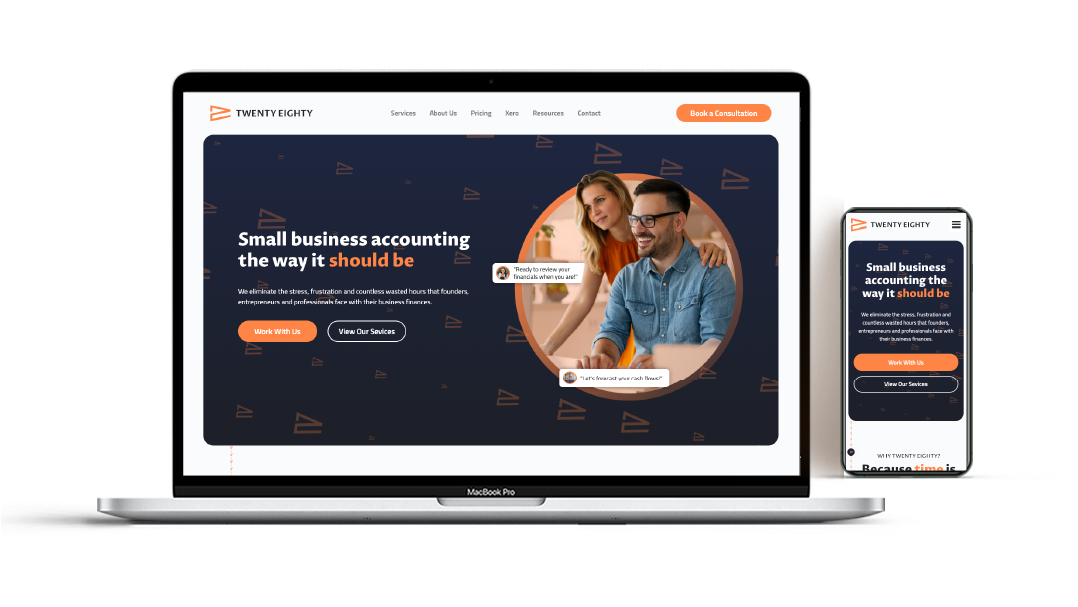 TWENTY EIGHTY
Services About Us Pricing Xero Resources Contact
Book a Consultation
Small business accounting
the way it should be
We eliminate the stress, frustration and countless wasted hours that founders,
entrepreneurs and professionals face with their business finances.
Work With Us View Our Sevices
"Ready to review your
financials when you are!"
"Let's forecast your cash flows!"
MacBook Pro
TWENTY EIGHTY
Small business
accounting the
way it should be
We eliminate the stress, frustration and
countless wasted hours that founders,
entrepreneurs and professionals face with
their business finances.
Work With Us
View Our Sevices
WHY TWENTY EIGHTY?
Because time is